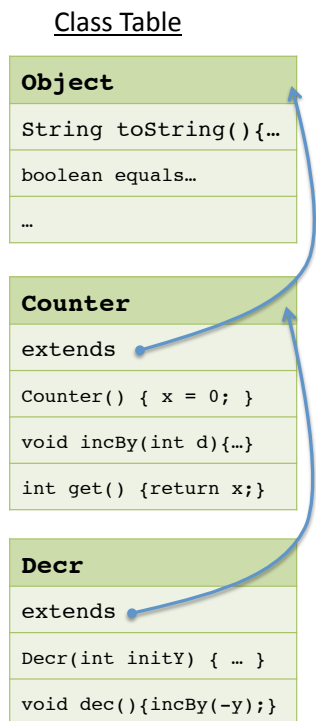 Class Table
Object
String toString(){…
boolean equals…
…
Counter
extends
Counter() { x = 0; }
void incBy(int d){…}
int get() {return x;}
Decr
extends
Decr(int initY) { … }
void dec(){incBy(-y);}